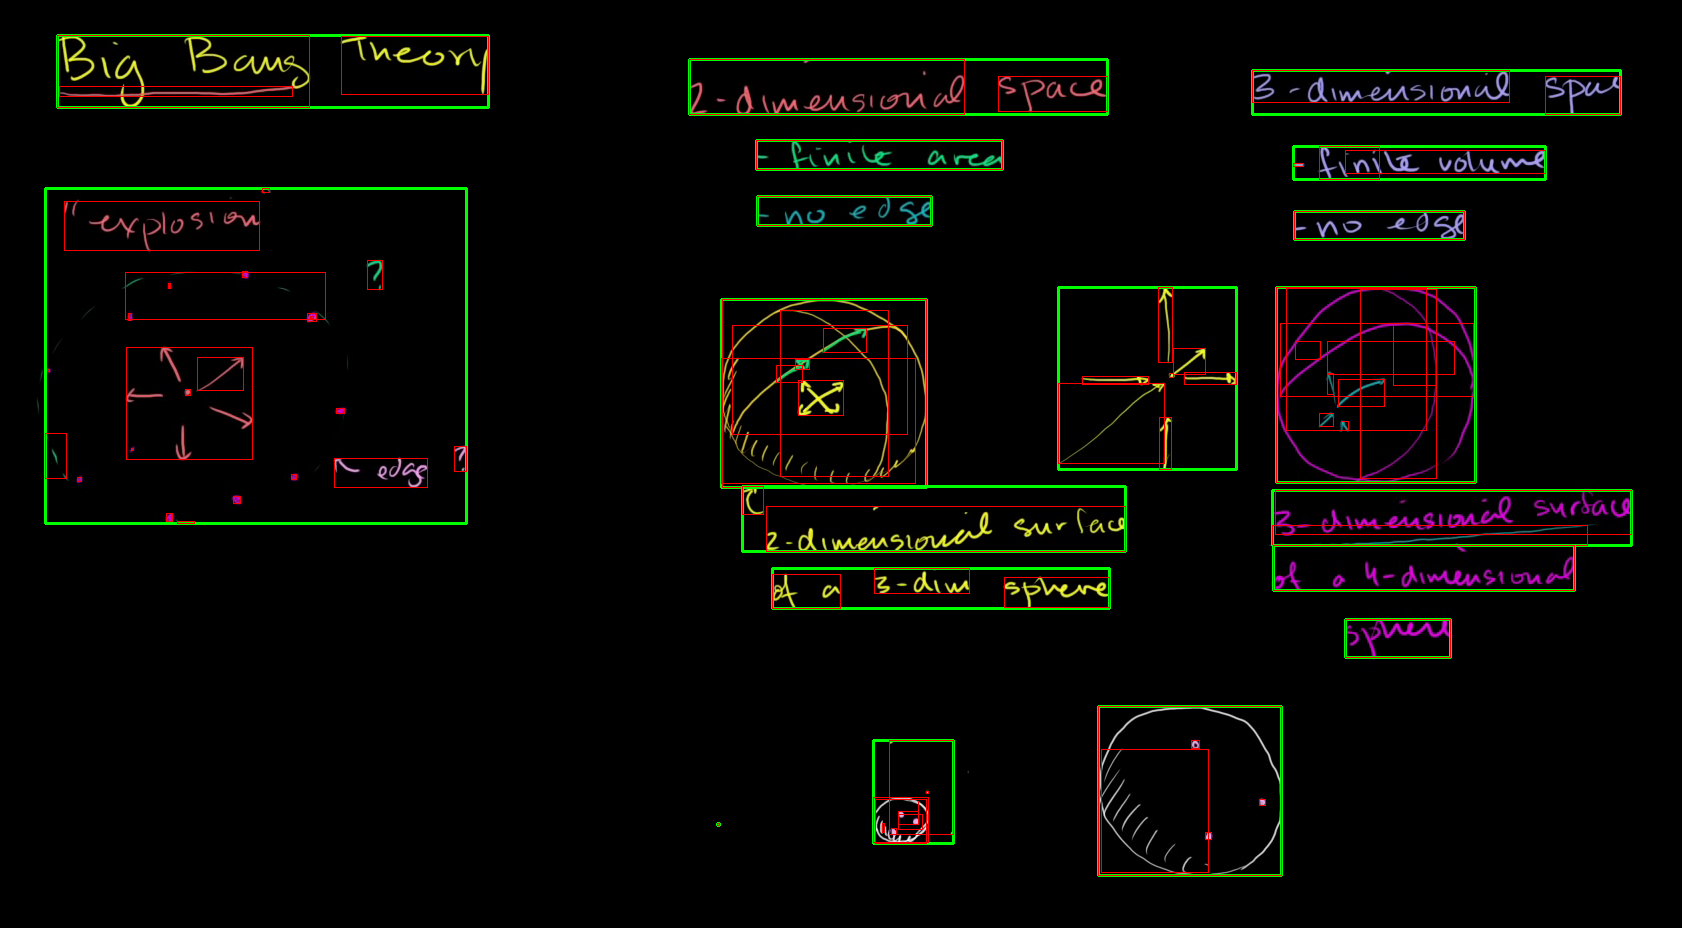 Big Bang Theory
"explosion
?
edge
?
2-dimensional space
- finite area
- no edge
2-dimensional surface
of a 3-dim sphere
3-dimensional spac
- finite volume
- no edge
3-dimensional surface
of a 4-dimensional
sphere